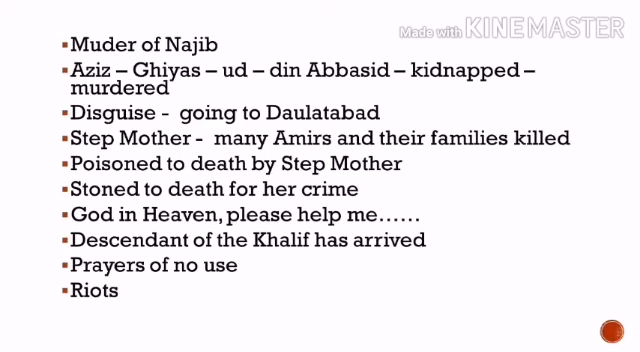 Made with KINEMASTER
▪Muder of Najib
▪Aziz – Ghiyas – ud – din Abbasid – kidnapped –
murdered
▪Disguise - going to Daulatabad
▪Step Mother - many Amirs and their families killed
▪Poisoned to death by Step Mother
▪Stoned to death for her crime
▪God in Heaven, please help me……
▪Descendant of the Khalif has arrived
▪Prayers of no use
▪Riots